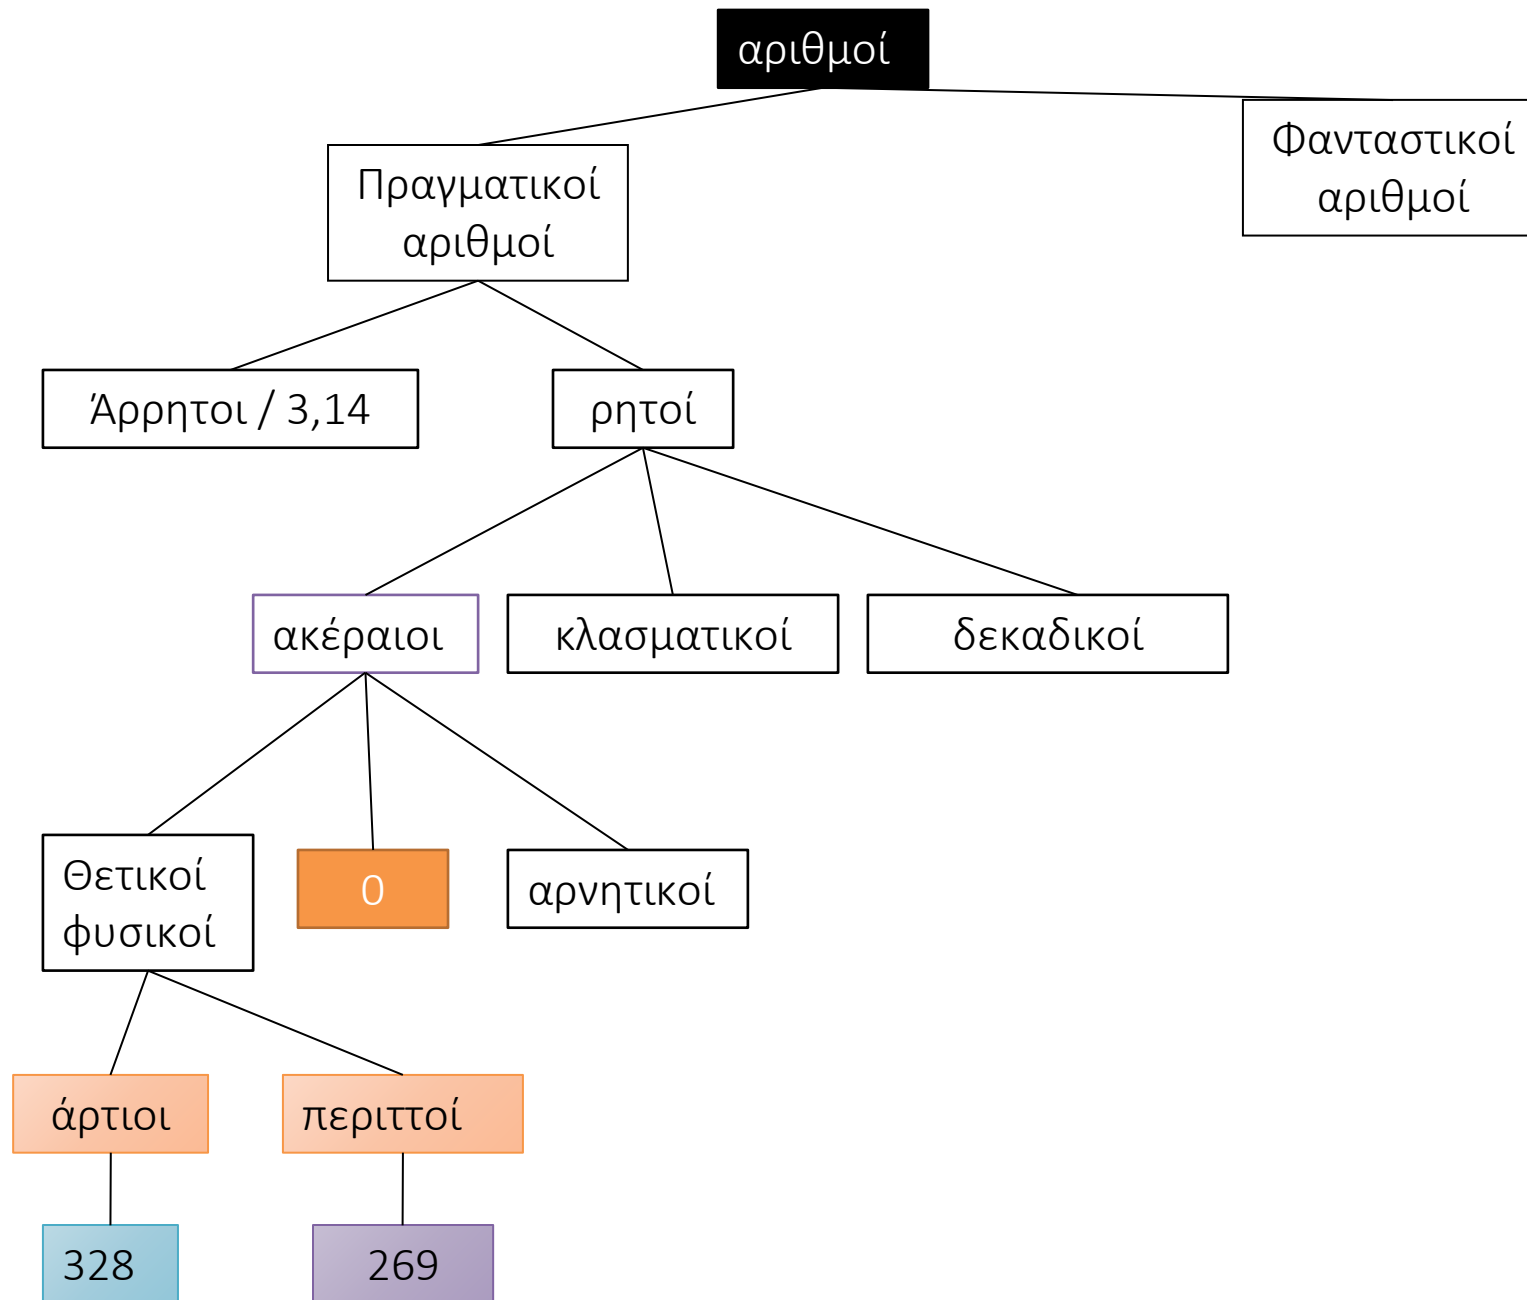 αριθμοί
Φανταστικοί
αριθμοί
Πραγματικοί
αριθμοί
Άρρητοι / 3,14
ρητοί
ακέραιοι
κλασματικοί
δεκαδικοί
Θετικοί
φυσικοί
0
αρνητικοί
άρτιοι
περιττοί
328
269